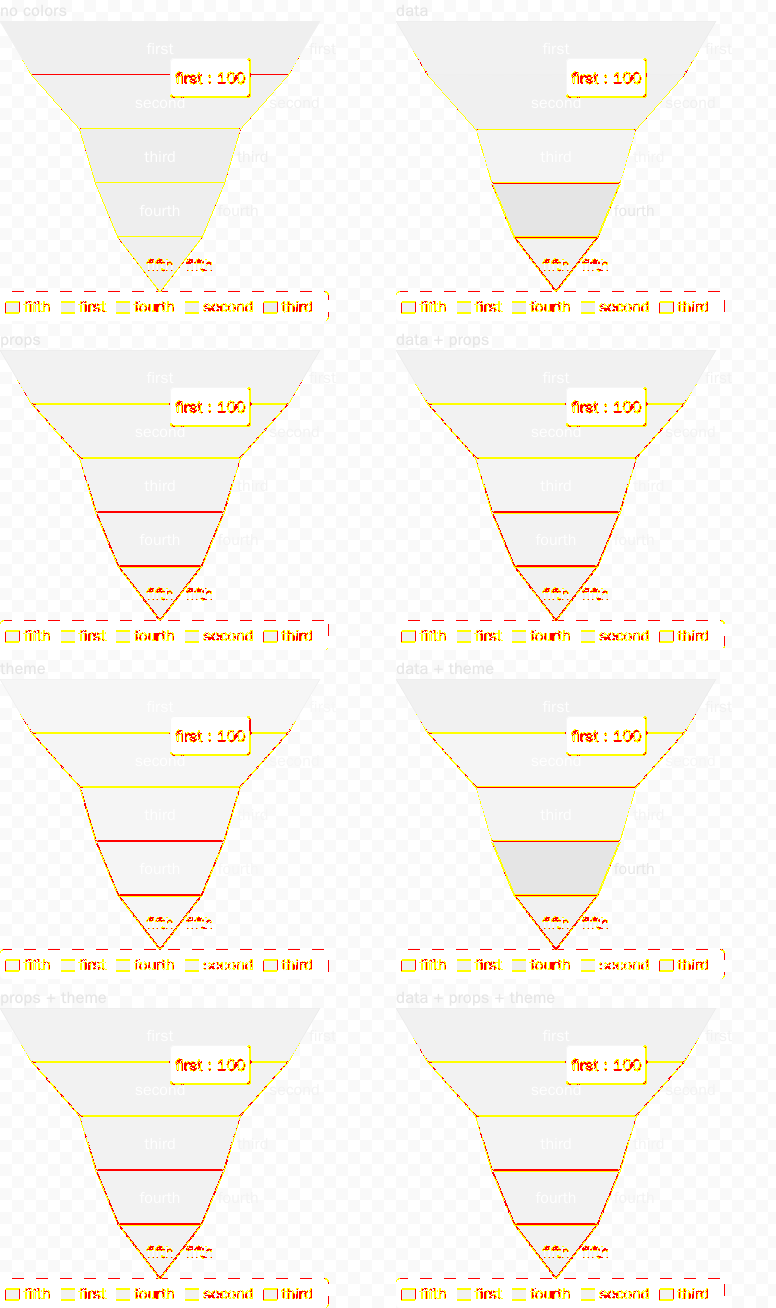 no colors
first first
first : 100
second second
third third
fourth fourth
fifth first fourth second third
data
first first
first : 100
second second
third third
fourth fourth
fifth first fourth second third
props
first first
first : 100
second second
third third
fourth fourth
fifth first fourth second third
data + props
first first
first : 100
second second
third third
fourth
fifth first fourth second third
theme
first
first : 100
second
third
fourth
fifth first fourth second third
data + theme
first first
first : 100
second
third
fourth
fifth first fourth second third
props + theme
first first
first : 100
second second
third third
fourth fourth
fifth first fourth second third
data + props + theme
first first
first : 100
second second
third third
fourth
fifth first fourth second third